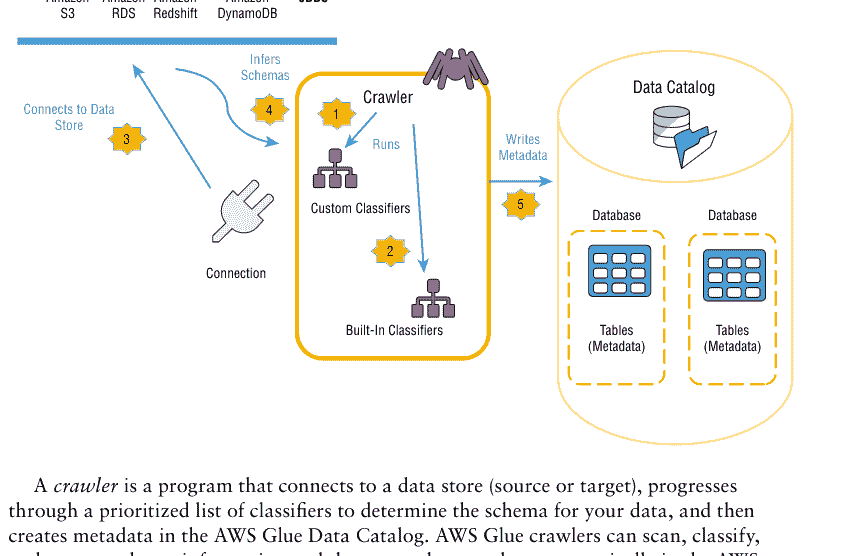 S3 RDS Redshift DynamoDB
Infers
Schemas
Connects to Data
Store
3
4
1
Crawler
Runs
Custom Classifiers
2
Built-In Classifiers
Connection
Writes
Metadata
5
Data Catalog
Database
Tables
(Metadata)
Database
Tables
(Metadata)
A crawler is a program that connects to a data store (source or target), progresses
through a prioritized list of classifiers to determine the schema for your data, and then
creates metadata in the AWS Glue Data Catalog. AWS Glue crawlers can scan, classify,